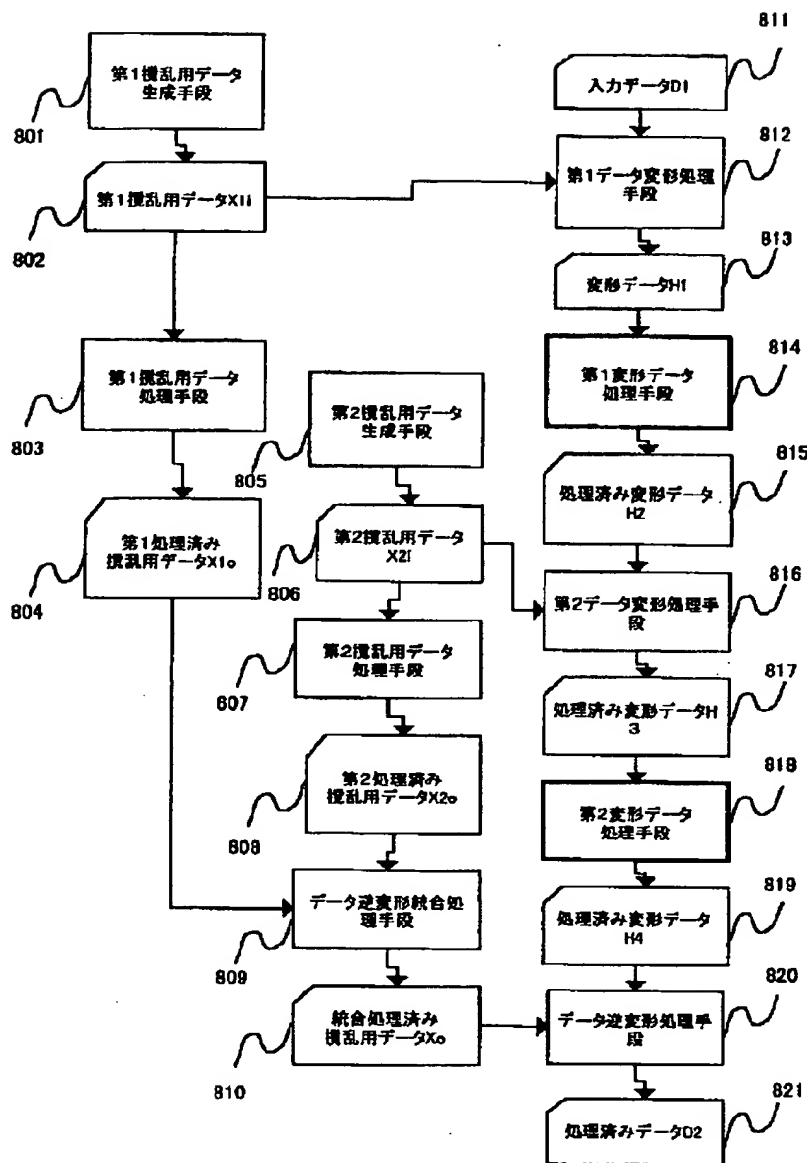 811
第1攪乱用データ
生成手段
入力データD1
801
812
第1攪乱用データX1i
第1データ変形処理
手段
802
813
変形データH1
814
第1攪乱用データ
処理手段
第1変形データ
処理手段
803
第2攪乱用データ
生成手段
805
815
処理済み変形データ
H2
第1処理済み
攪乱用データX1o
第2攪乱用データ
X2i
804
806
816
第2データ変形処理手
段
第2攪乱用データ
処理手段
807
817
処理済み変形データH
3
818
第2処理済み
攪乱用データX2o
第2変形データ
処理手段
808
819
データ逆変形統合処
理手段
処理済み変形データ
H4
809
820
統合処理済み
攪乱用データXo
データ逆変形処理手
段
810
821
処理済みデータD2